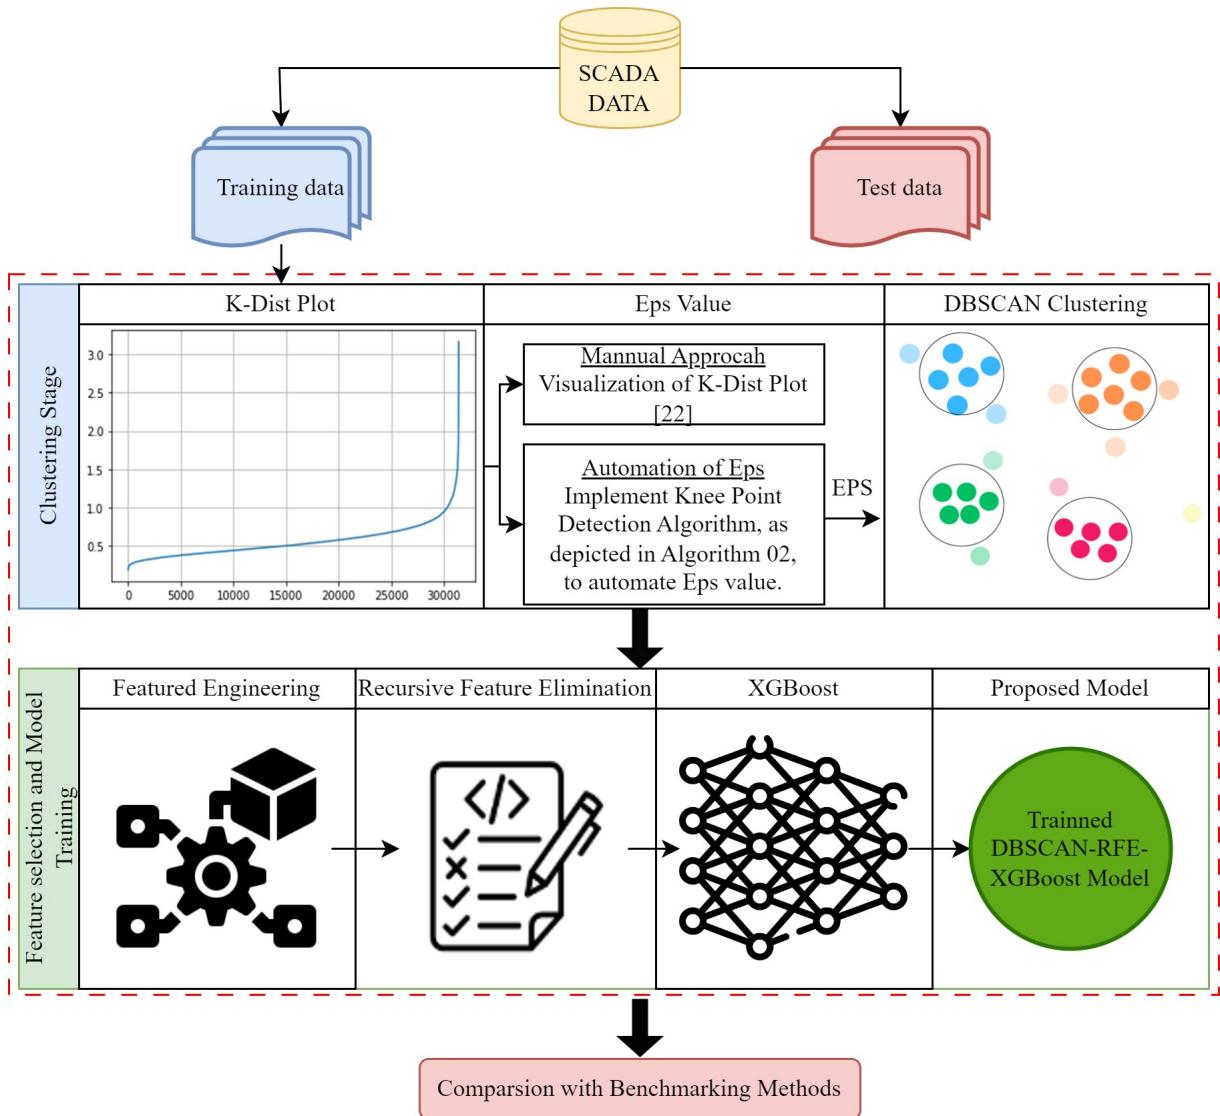 SCADA
DATA
Training data
Test data
Clustering Stage
K-Dist Plot
Eps Value
DBSCAN Clustering
3.0
2.5
2.0
1.5
1.0
0.5
0
5000
10000
15000
20000
25000
30000
Mannual Approcah
Visualization of K-Dist Plot
[22]
Automation of Eps
Implement Knee Point
Detection Algorithm, as
depicted in Algorithm 02,
to automate Eps value.
EPS
Feature selection and Model
Training
Featured Engineering
Recursive Feature Elimination
XGBoost
Proposed Model
</>
Trainned
DBSCAN-RFE-
XGBoost Model
Comparsion with Benchmarking Methods